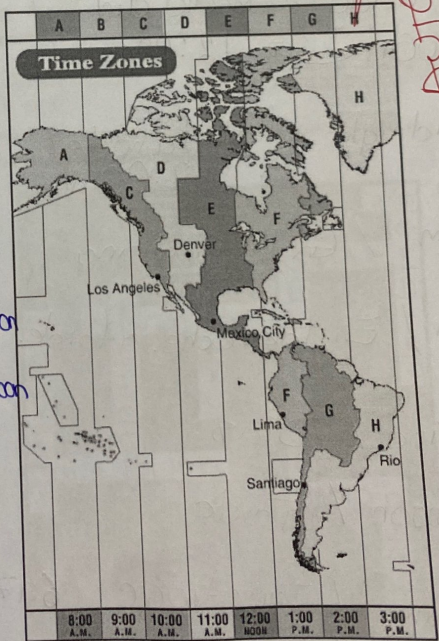 A B C D E F G H
Time Zones
H
A
D
C
E
F
Denver
Los Angeles
Mexico City
F
G
H
Lima
Rio
Santiago
8:00 9:00 10:00 11:00 12:00 1:00 2:00 3:00
A.M. A.M. A.M. A.M. NOON P.M. P.M. P.M.